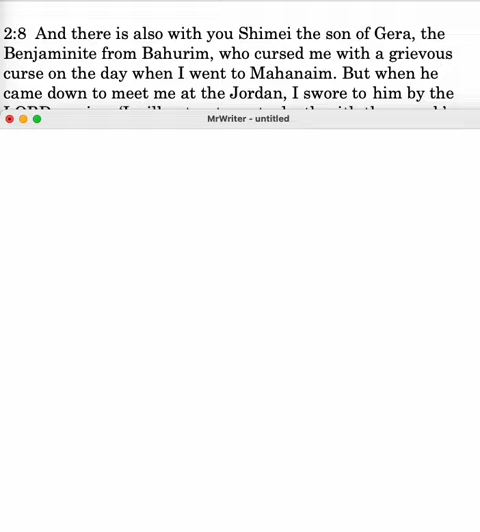 2:8 And there is also with you Shimei the son of Gera, the
Benjaminite from Bahurim, who cursed me with a grievous
curse on the day when I went to Mahanaim. But when he
came down to meet me at the Jordan, I swore to him by the
MrWriter - untitled